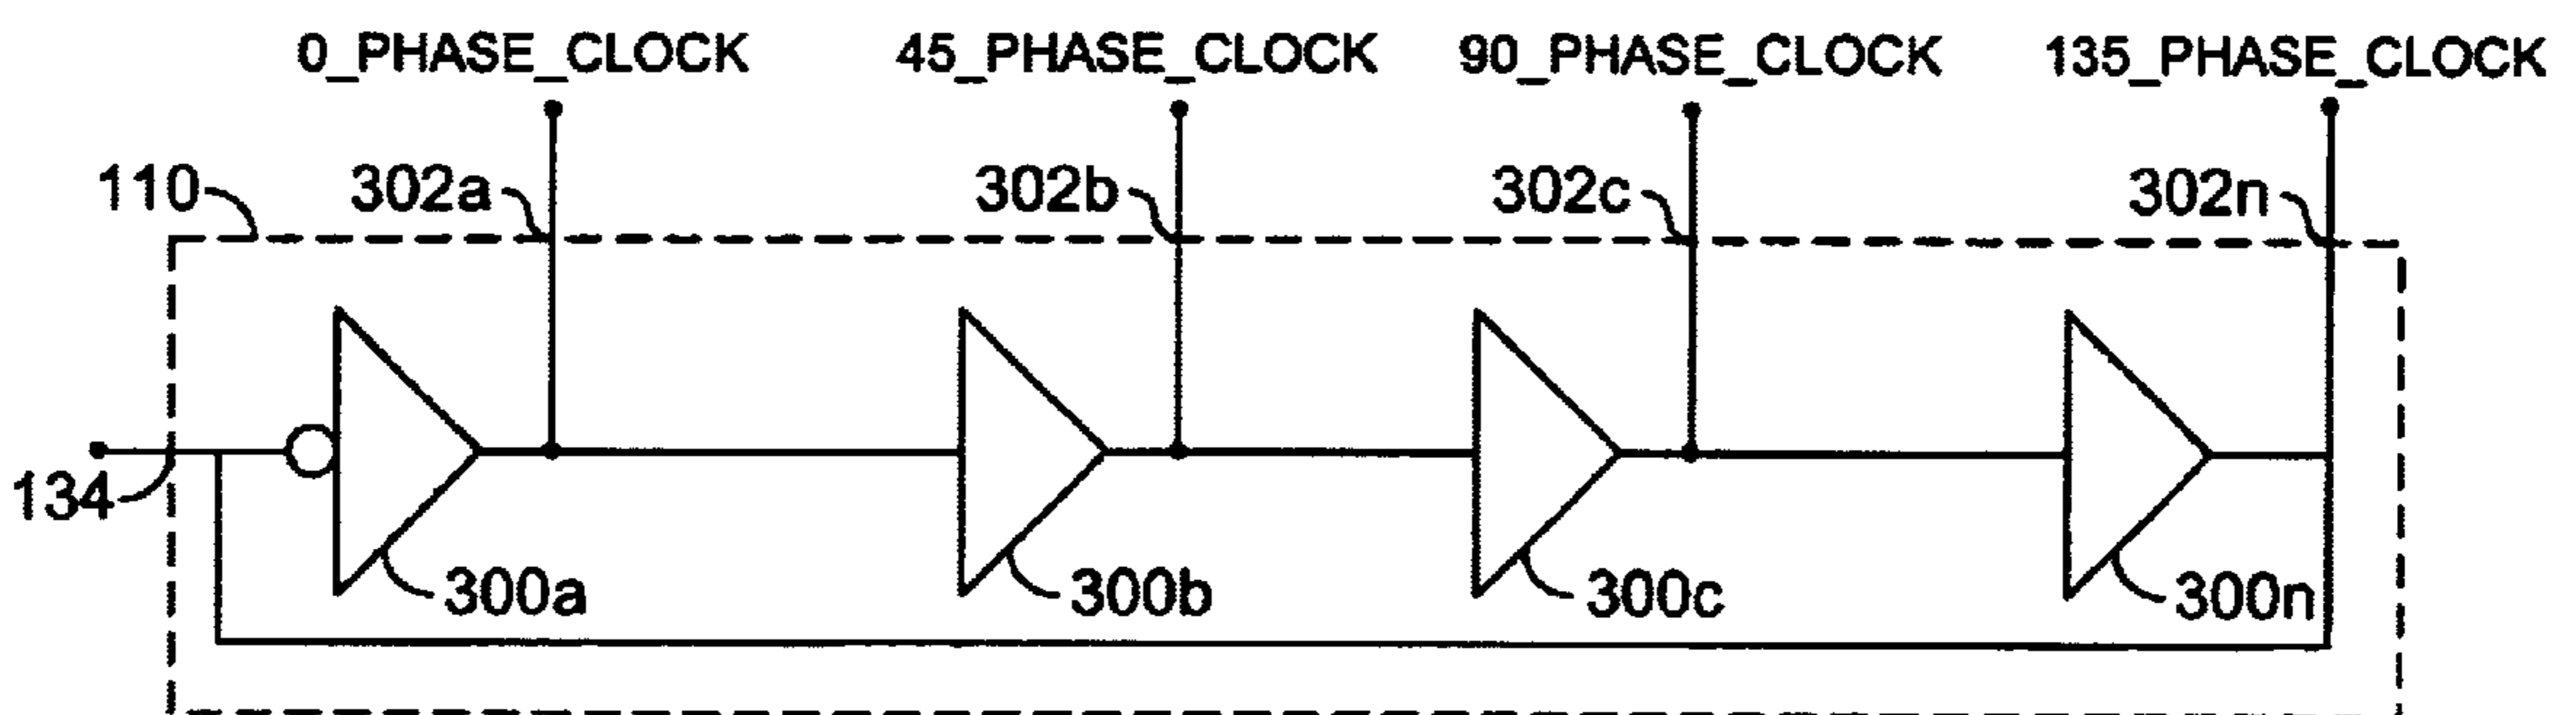 0_PHASE_CLOCK 45_PHASE_CLOCK 90_PHASE_CLOCK 135_PHASE_CLOCK
110 302a 302b 302c 302n
134
300a 300b 300c 300n